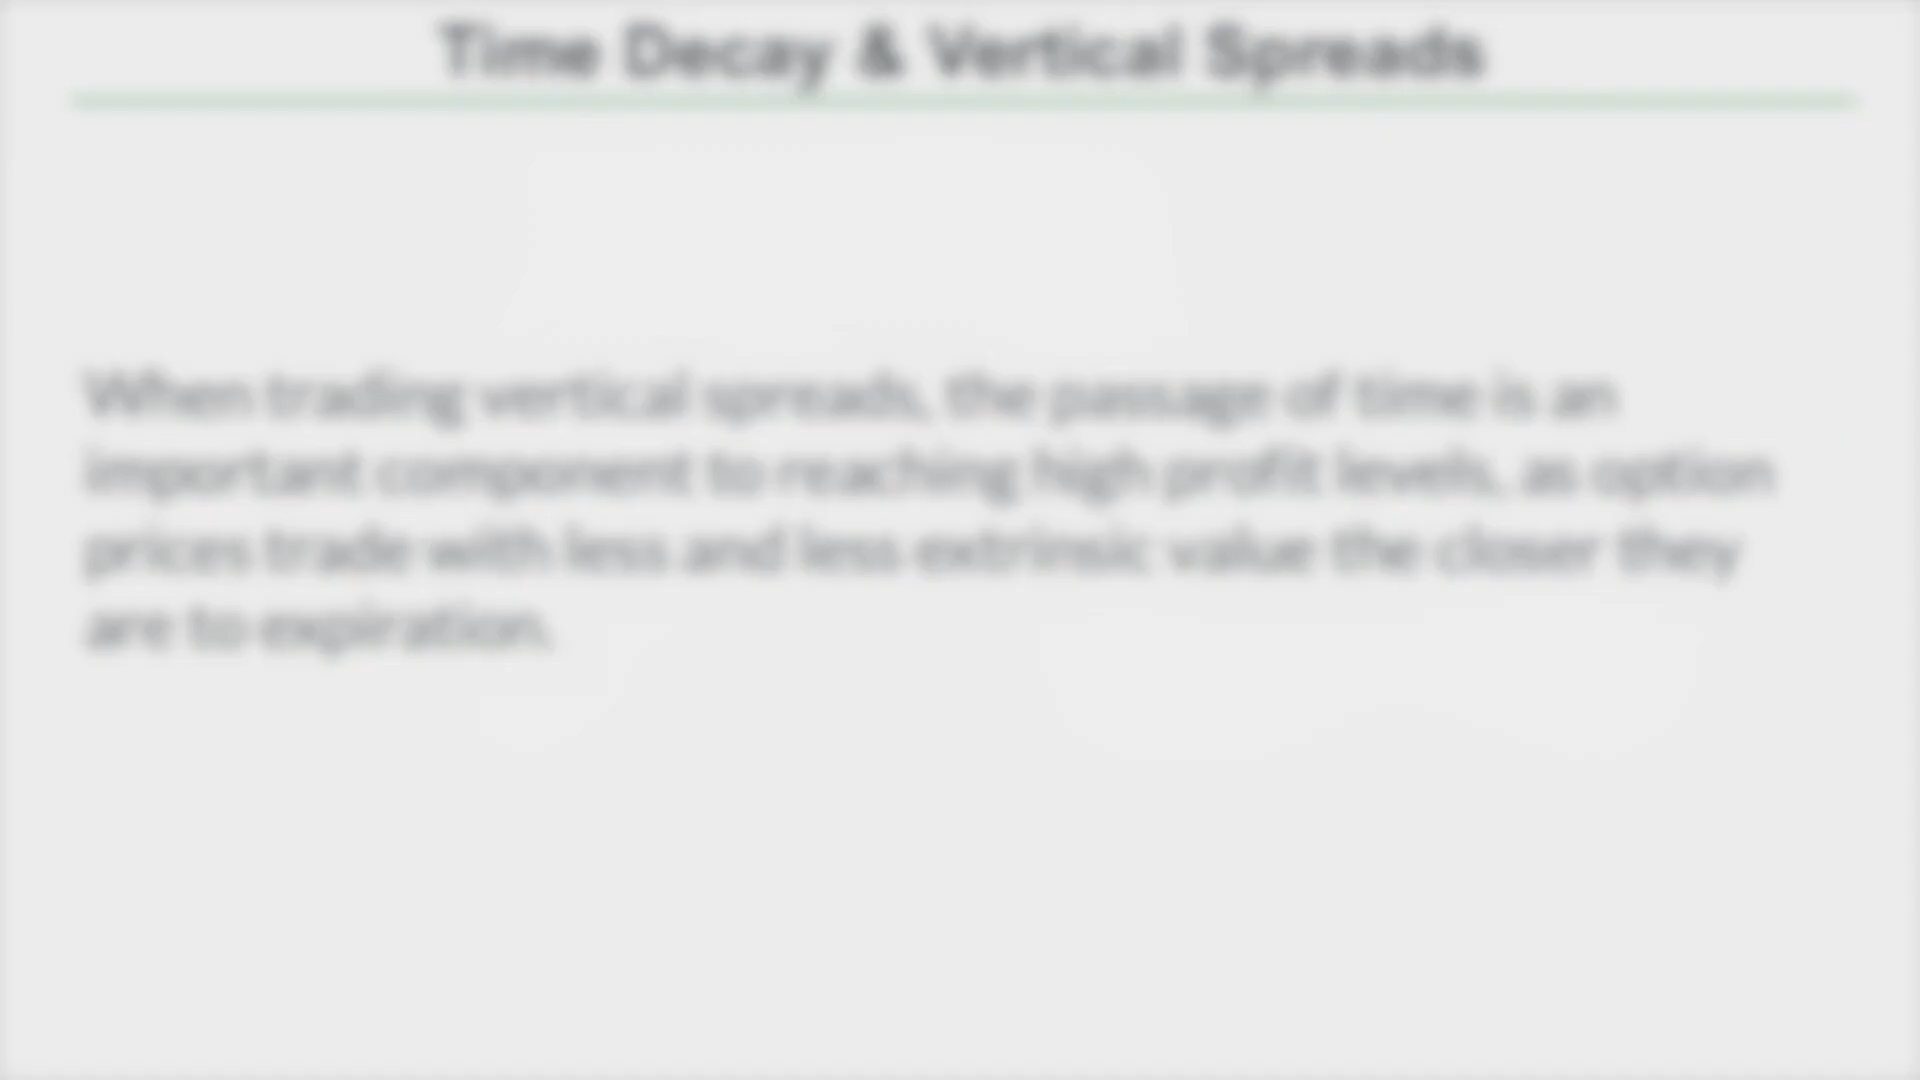 Time Decay & Vertical Spreads
When trading vertical spreads, the passage of time is an
important component to reaching high profit levels, as option
prices trade with less and less extrinsic value the closer they
are to expiration.